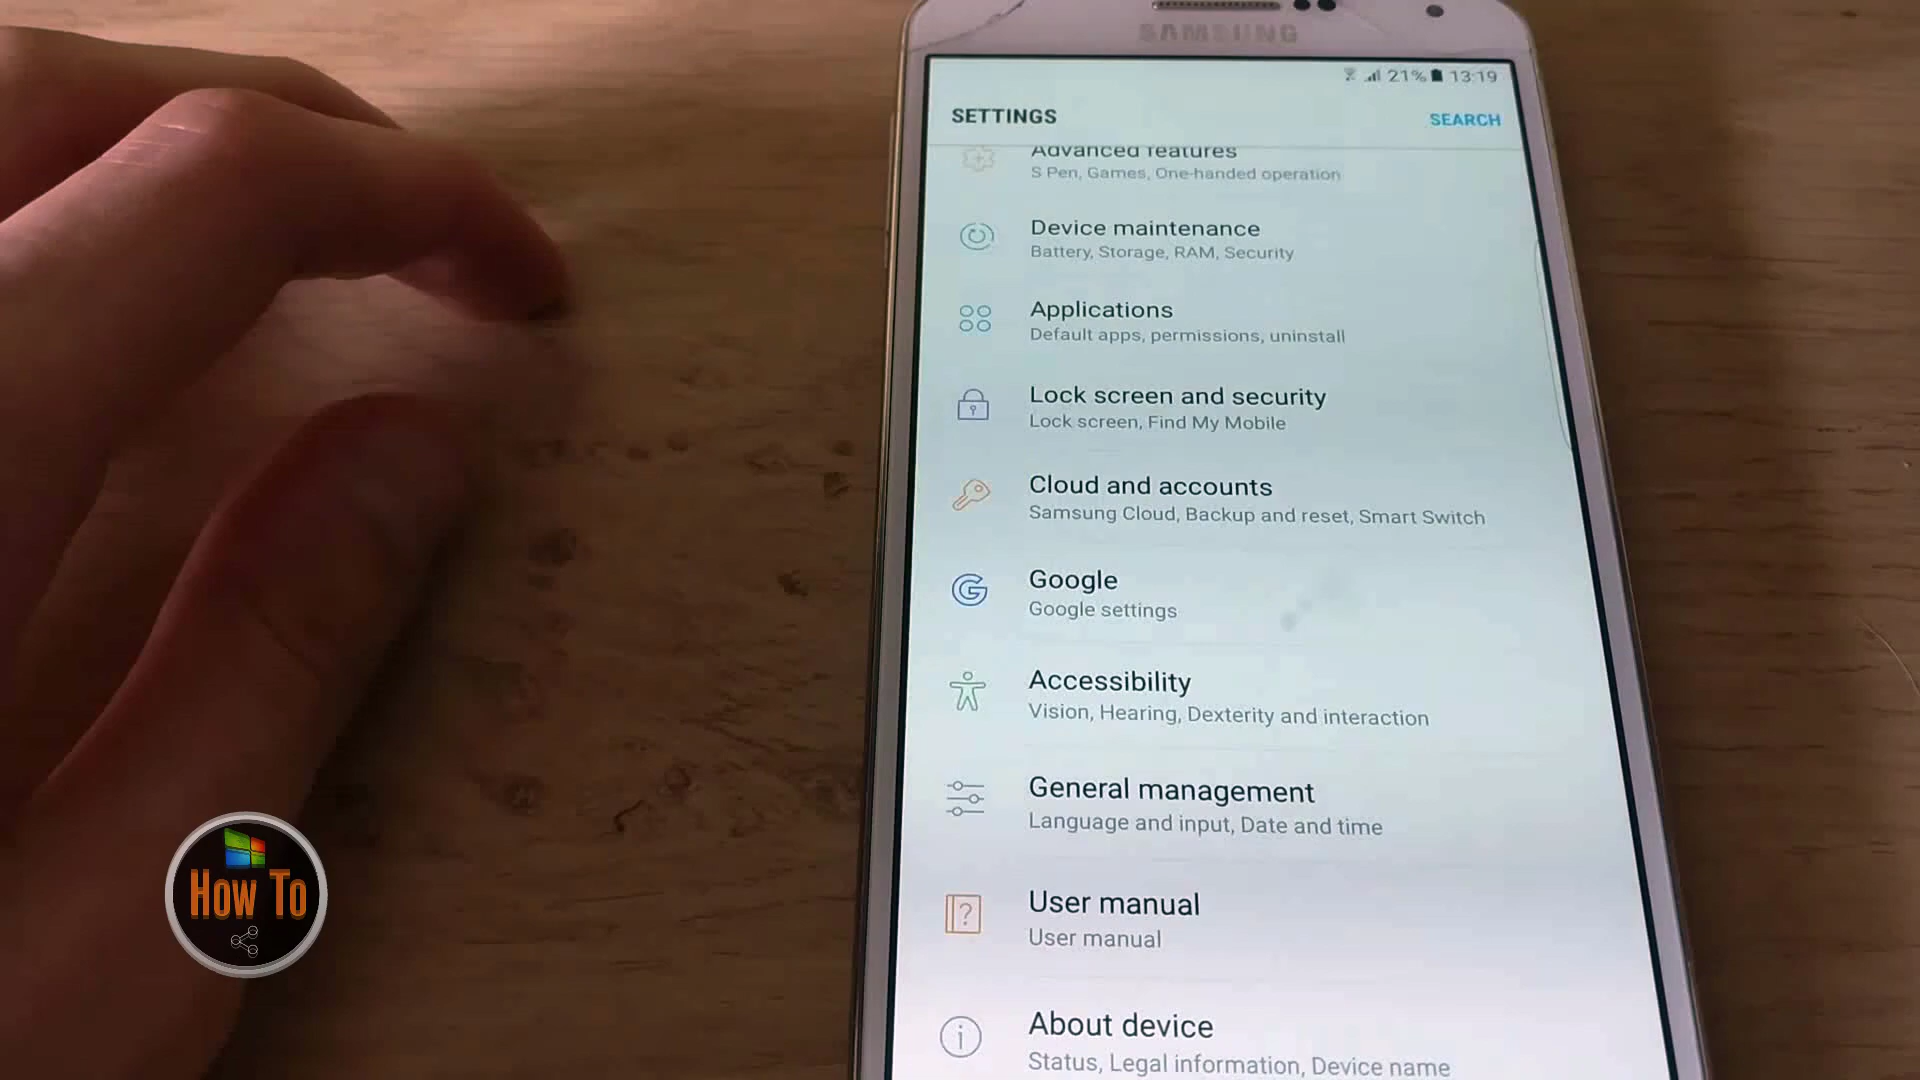 SAMSUNG
21% 13:19
SETTINGS
SEARCH
Advanced features
S Pen, Games, One-handed operation
Device maintenance
Battery, Storage, RAM, Security
Applications
Default apps, permissions, uninstall
Lock screen and security
Lock screen, Find My Mobile
Cloud and accounts
Samsung Cloud, Backup and reset, Smart Switch
Google
Google settings
Accessibility
Vision, Hearing, Dexterity and interaction
General management
Language and input, Date and time
User manual
User manual
About device
Status, Legal information, Device name
How To